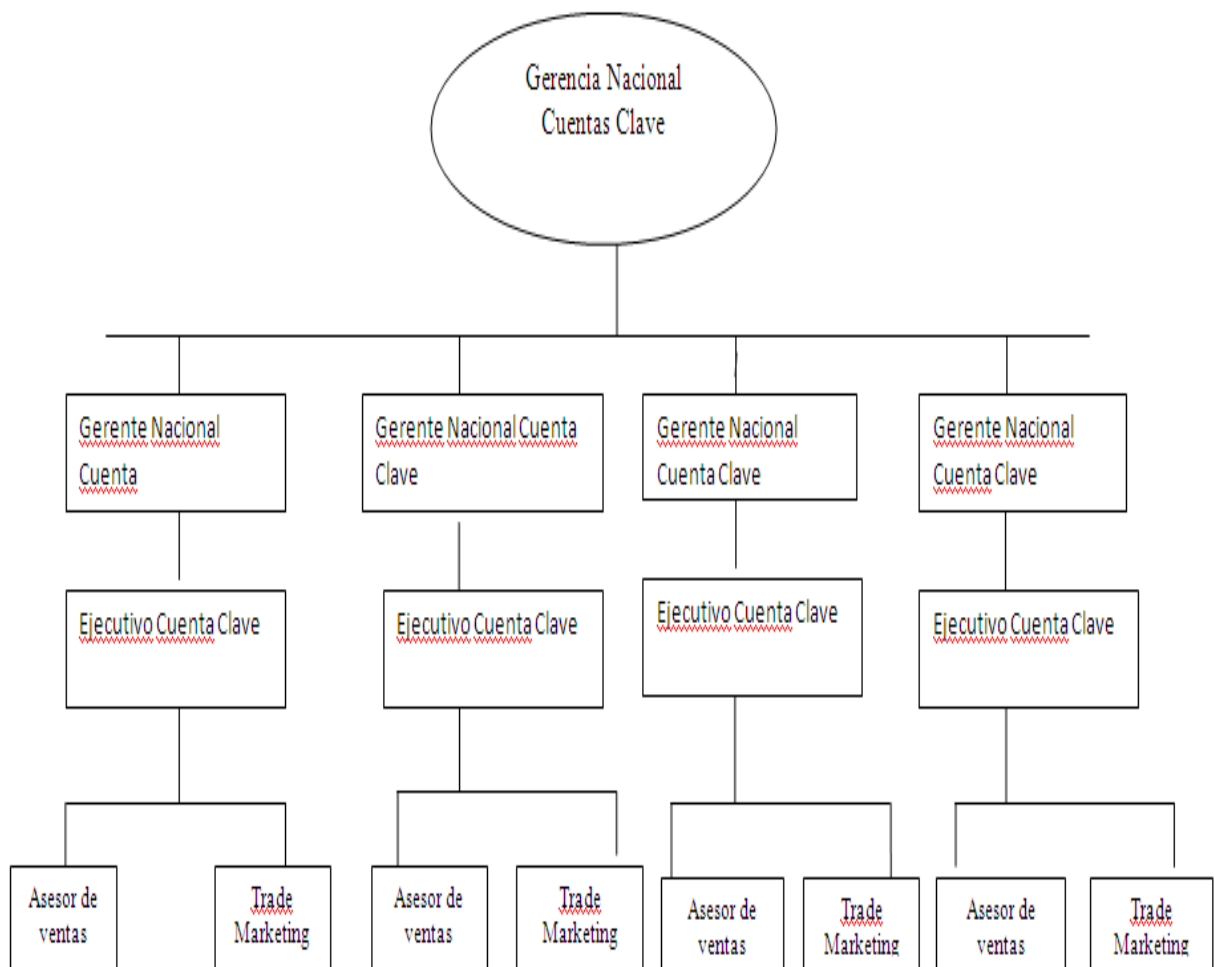 Gerencia Nacional
Cuentas Clave
Gerente Nacional
Cuenta
Gerente Nacional Cuenta
Clave
Gerente Nacional
Cuenta Clave
Gerente Nacional
Cuenta Clave
Ejecutivo Cuenta Clave
Ejecutivo Cuenta Clave
Ejecutivo Cuenta Clave
Ejecutivo Cuenta Clave
Asesor de
ventas
Trade
Marketing
Asesor de
ventas
Trade
Marketing
Asesor de
ventas
Trade
Marketing
Asesor de
ventas
Trade
Marketing